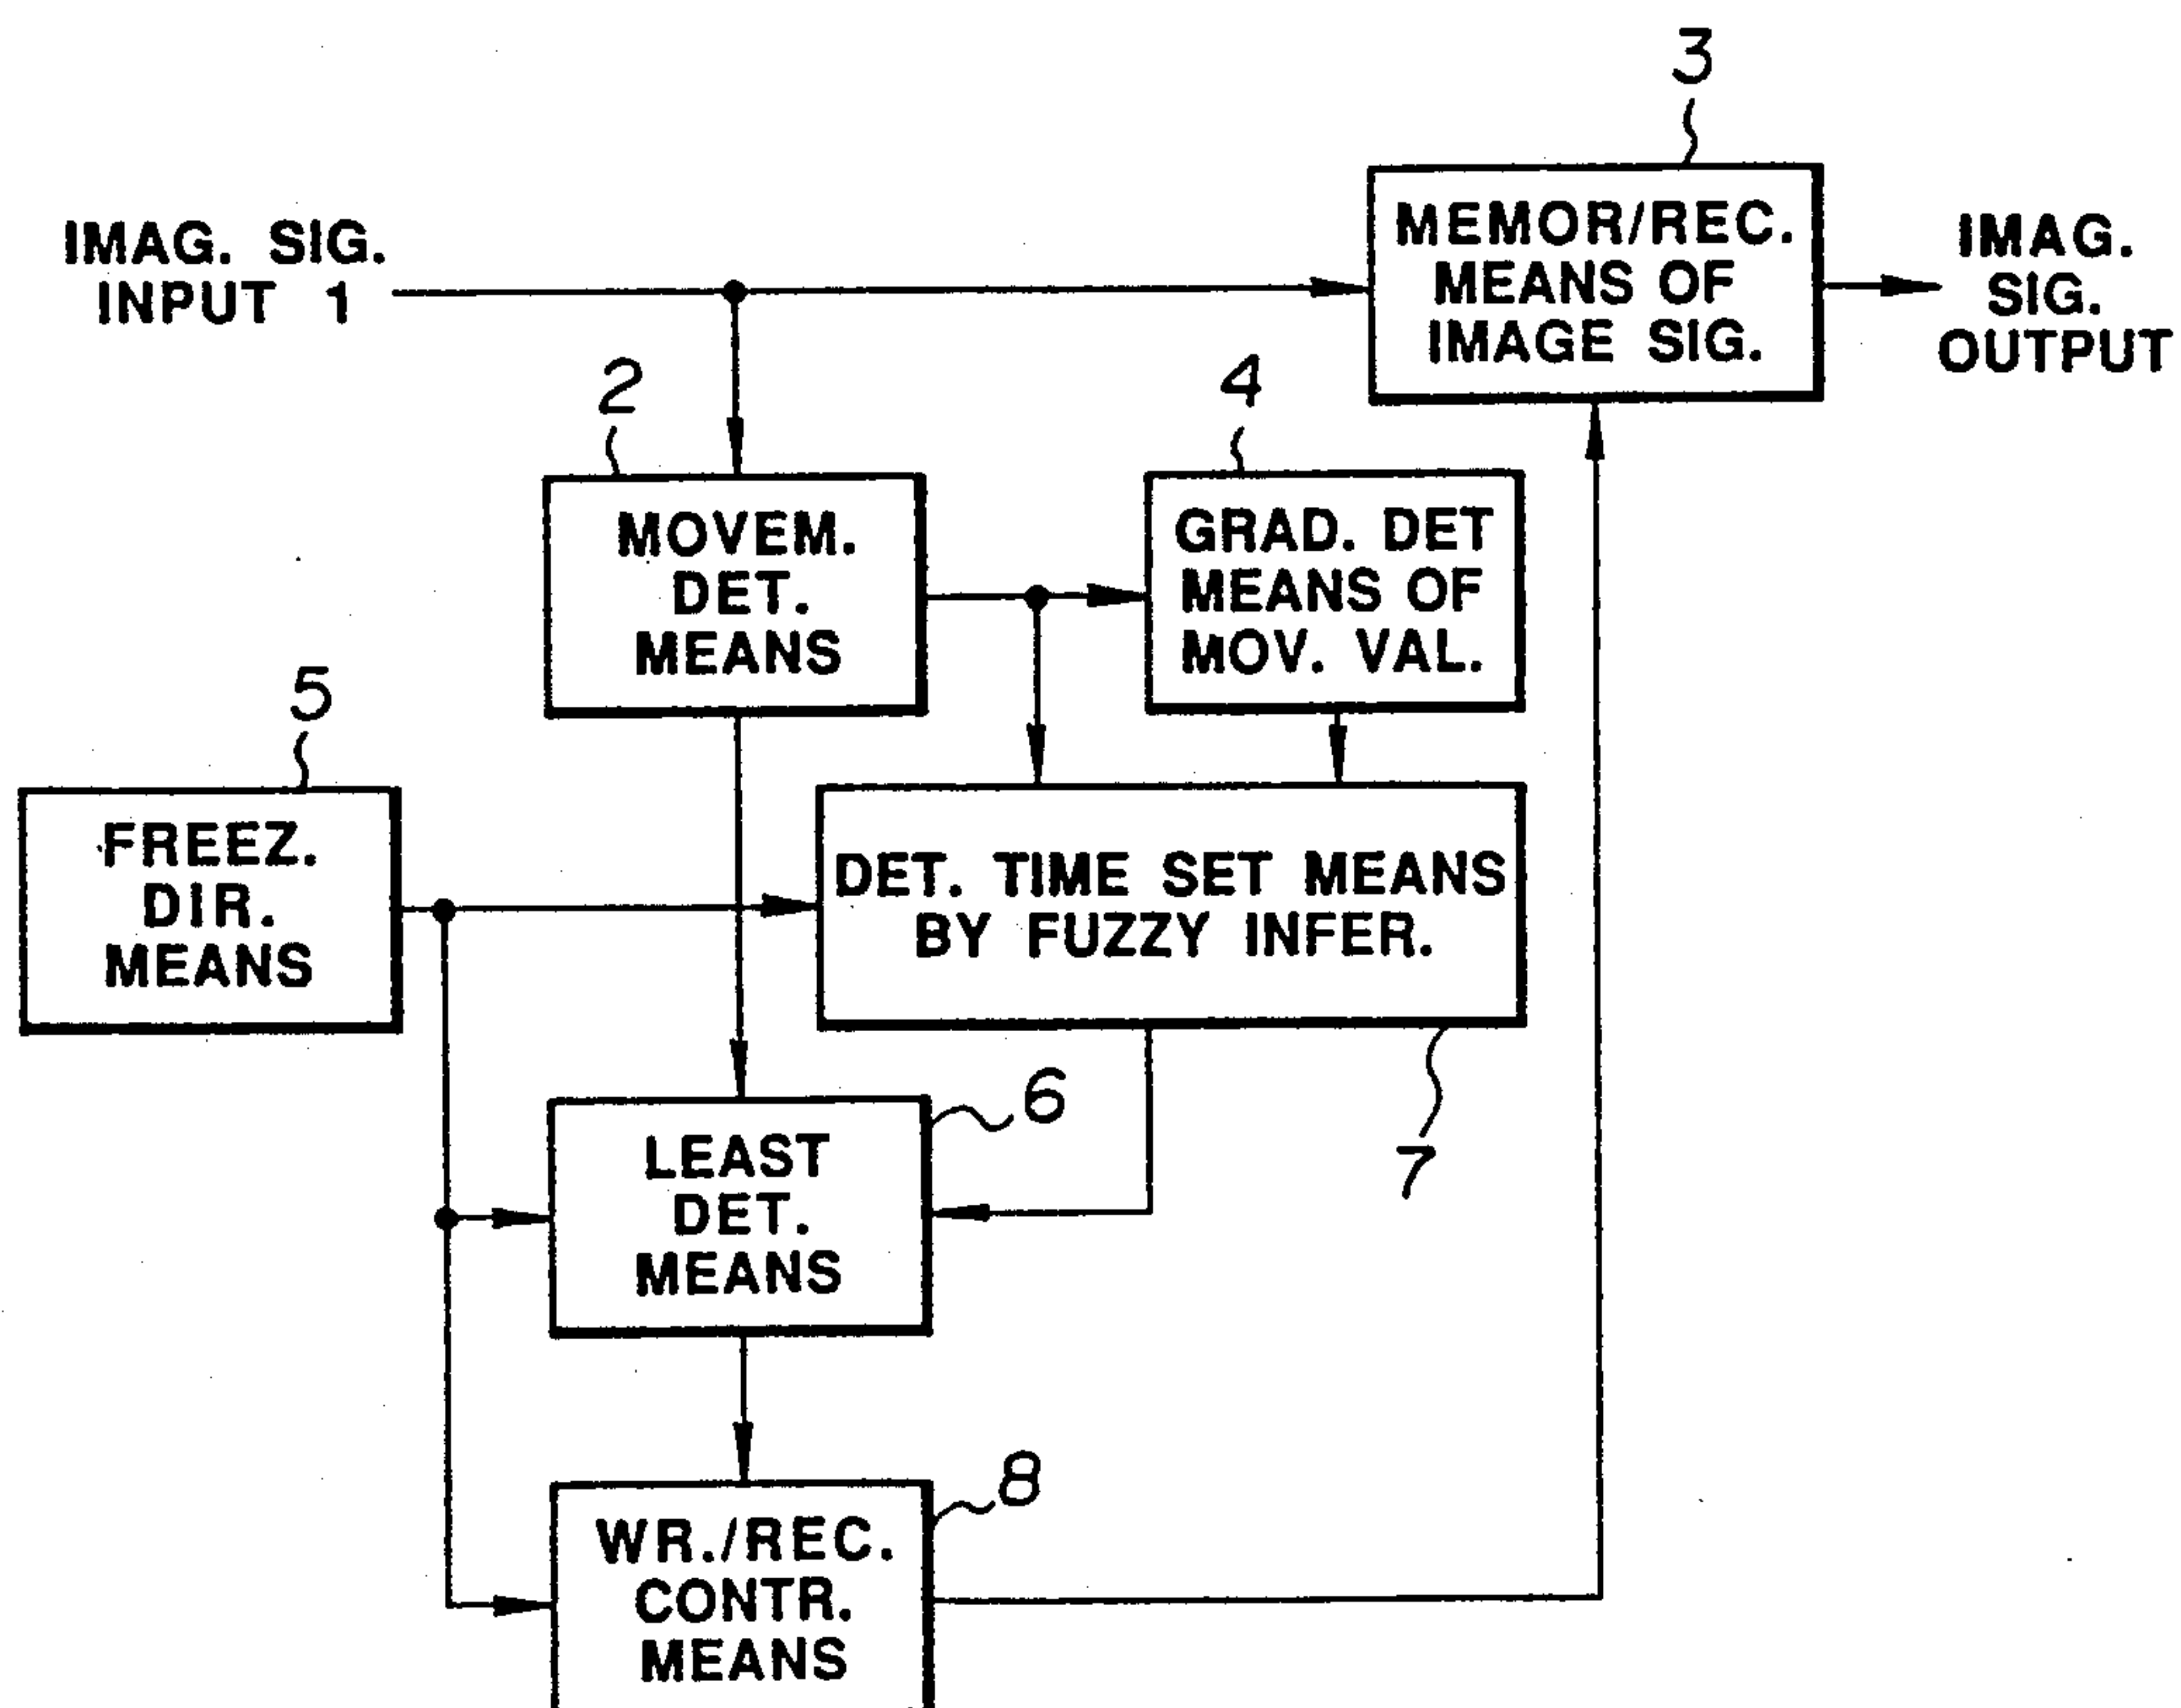 3
IMAG. SIG.
INPUT 1
MEMOR/REC.
MEANS OF
IMAGE SIG.
IMAG.
SIG.
OUTPUT
2
MOVEM.
DET.
MEANS
4
GRAD. DET
MEANS OF
MOV. VAL.
5
FREEZ.
DIR.
MEANS
DET. TIME SET MEANS
BY FUZZY INFER.
7
6
LEAST
DET.
MEANS
8
WR./REC.
CONTR.
MEANS